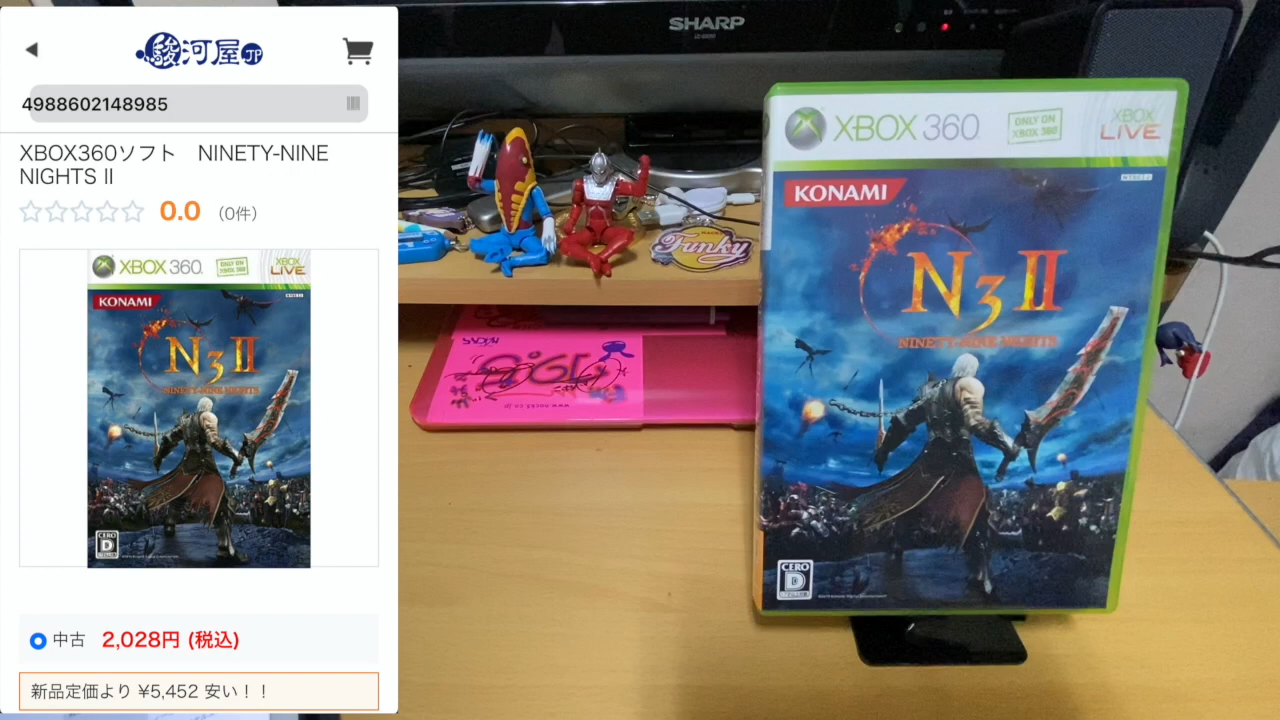 駿河屋.JP
4988602148985
XBOX360ソフト NINETY-NINE
NIGHTS II
0.0 (0件)
XBOX 360
ONLY ON
XBOX 360
XBOX
LIVE
KONAMI
N3II
NINETY-NINE NIGHTS
CERO
D
中古 2,028円 (税込)
新品定価より ¥5,452 安い！！
SHARP
Funky
XBOX 360
ONLY ON
XBOX 360
XBOX
LIVE
KONAMI
N3II
NINETY-NINE NIGHTS
CERO
D